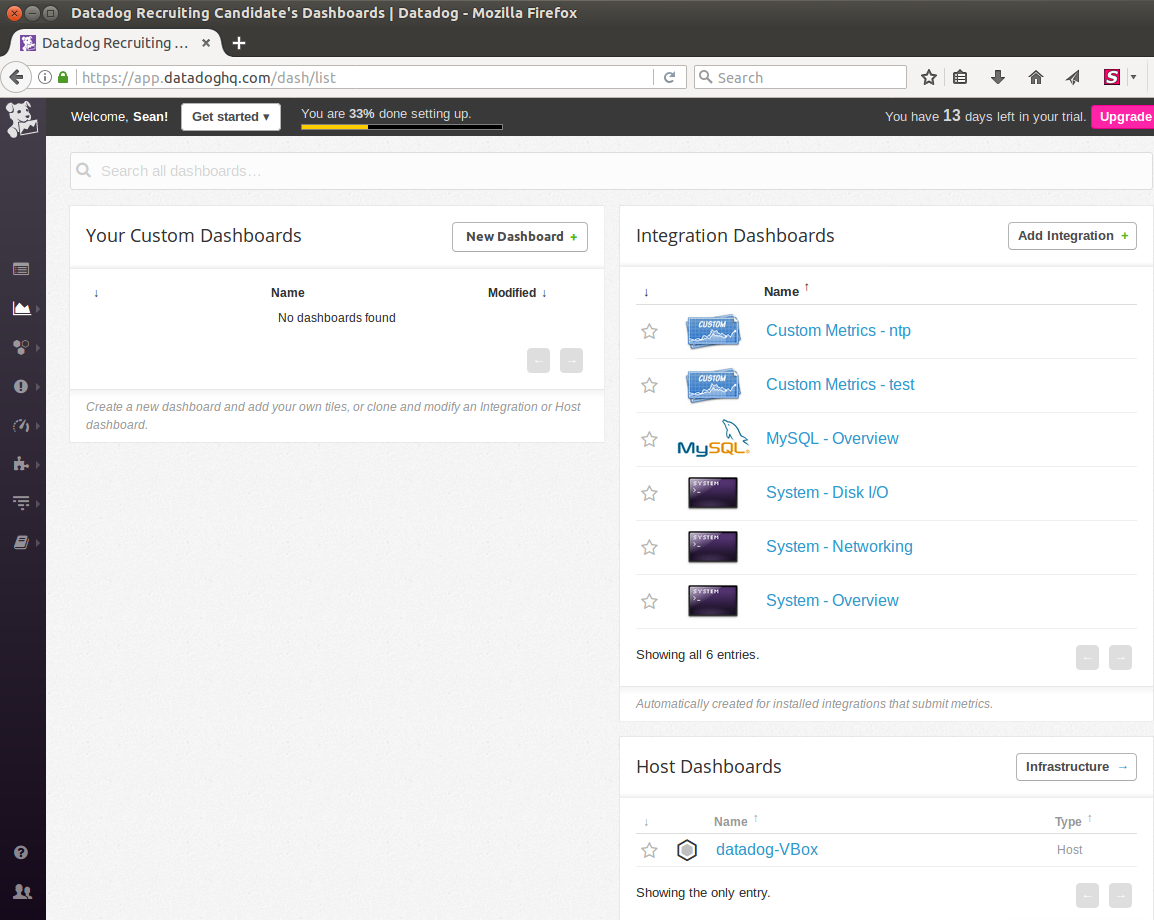 Datadog Recruiting Candidate's Dashboards | Datadog - Mozilla Firefox
Datadog Recruiting ...
https://app.datadoghq.com/dash/list
Search
Welcome, Sean!
Get started ▾
You are 33% done setting up.
You have 13 days left in your trial.
Upgrade
Search all dashboards…
Your Custom Dashboards
New Dashboard +
↓ Name Modified ↓
No dashboards found
← →
Create a new dashboard and add your own tiles, or clone and modify an Integration or Host
dashboard.
Integration Dashboards
Add Integration +
↓ Name ↑
CUSTOM
Custom Metrics - ntp
CUSTOM
Custom Metrics - test
MySQL
MySQL - Overview
SYSTEM
System - Disk I/O
SYSTEM
System - Networking
SYSTEM
System - Overview
Showing all 6 entries.
← →
Automatically created for installed integrations that submit metrics.
Host Dashboards
Infrastructure →
↓ Name ↑ Type ↑
datadog-VBox Host
Showing the only entry.
← →